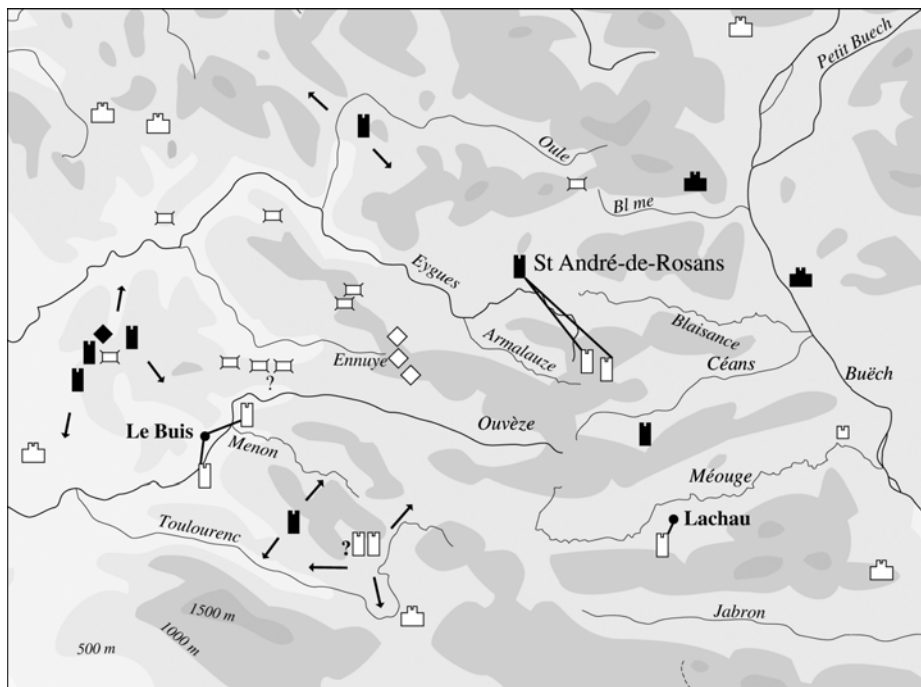 Petit Buech
Oule
Bl me
St André-de-Rosans
Eygues
Blaisance
Armalauze
Ennuyé
Céans
Buëch
?
Ouvèze
Le Buis
Menon
Méouge
Lachau
Toulourenc
?
1500 m
1000 m
500 m
Jabron